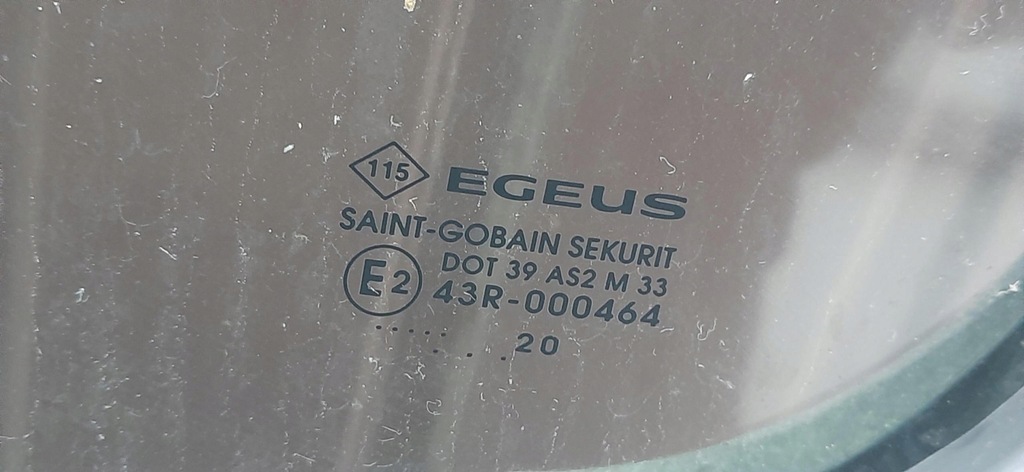 115 EGEUS
SAINT-GOBAIN SEKURIT
DOT 39 AS2 M 33
E2 43R-000464
..... 
. . . .20